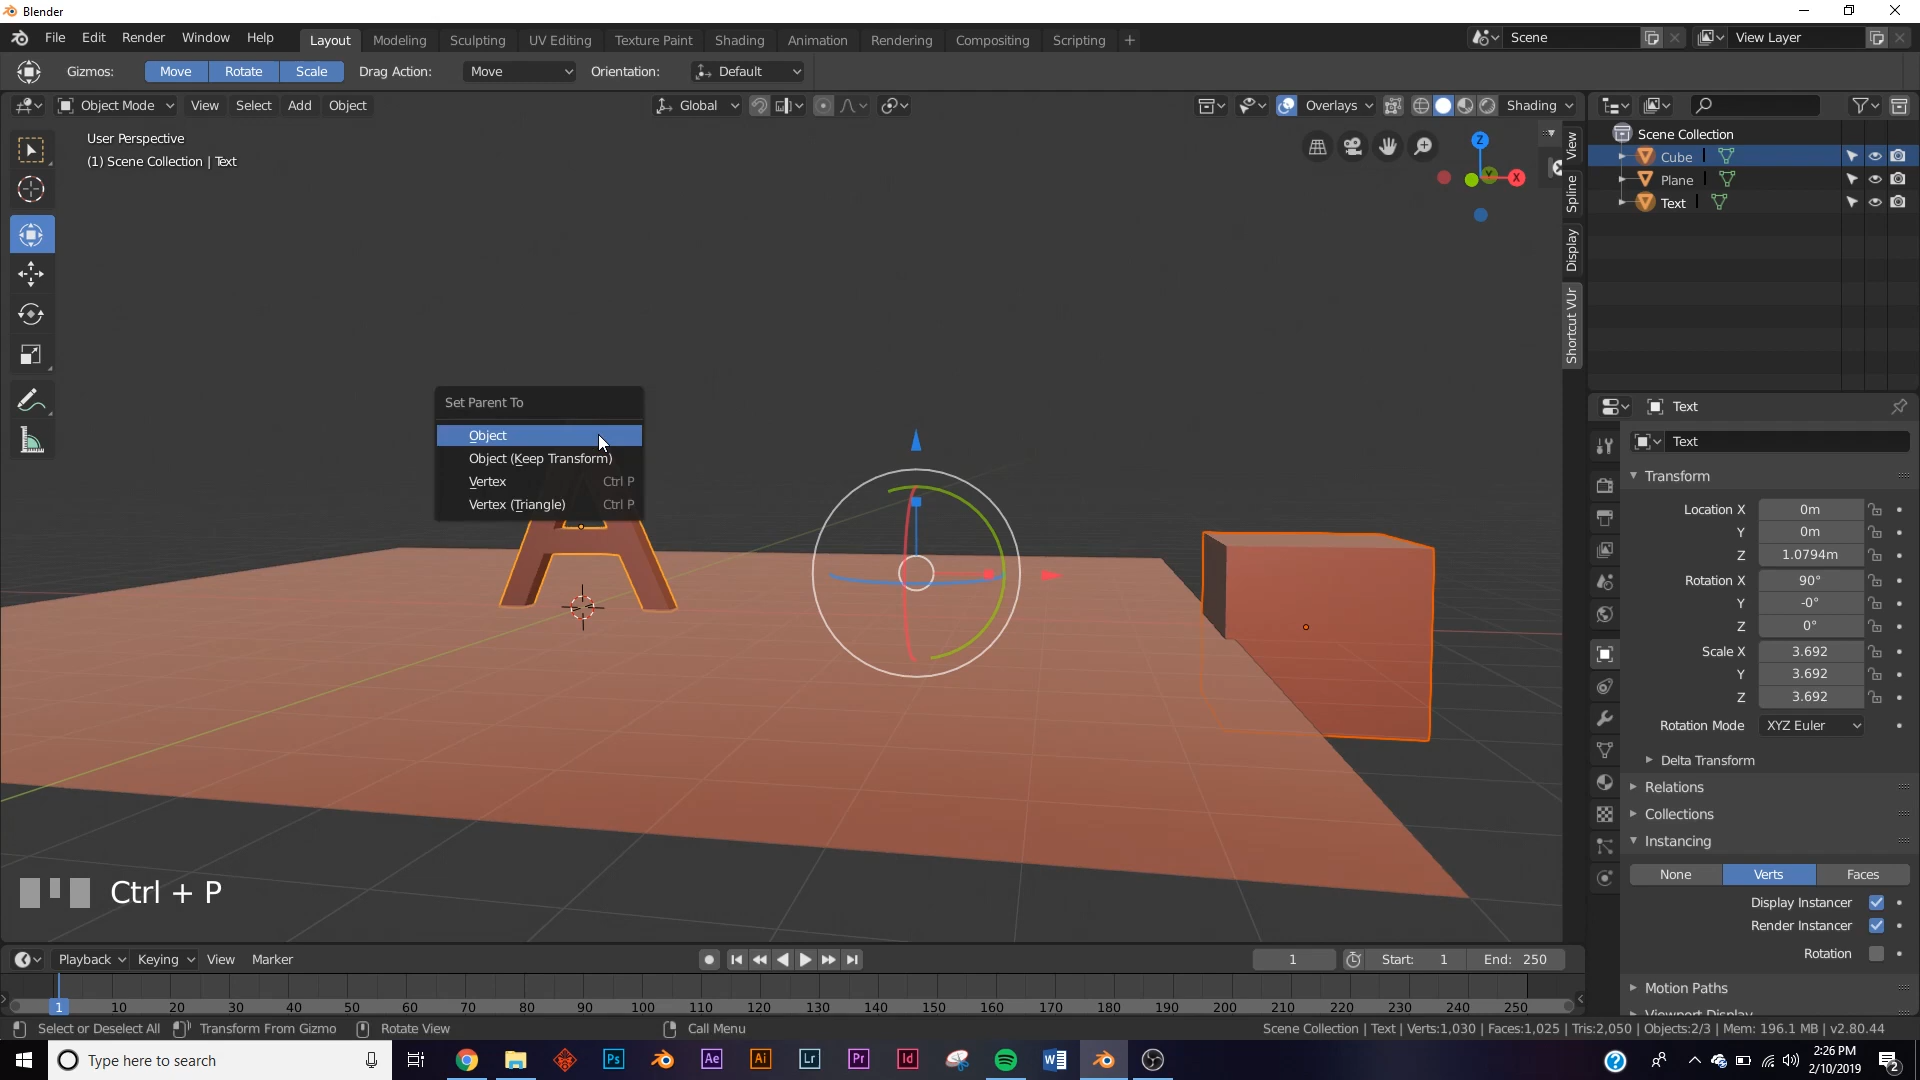 Blender
File Edit Render Window Help Layout Modeling Sculpting UV Editing Texture Paint Shading Animation Rendering Compositing Scripting + Scene View Layer
Gizmos: Move Rotate Scale Drag Action: Move Orientation: Default
Object Mode View Select Add Object Global Overlays Shading
User Perspective
(1) Scene Collection | Text
Z
Y
X
View
Spline
Display
Shortcut VUr
Scene Collection
Cube
Plane
Text
Set Parent To
Object
Object (Keep Transform)
Vertex Ctrl P
Vertex (Triangle) Ctrl P
A
Text
Text
Transform
Location X 0m
Y 0m
Z 1.0794m
Rotation X 90°
Y -0°
Z 0°
Scale X 3.692
Y 3.692
Z 3.692
Rotation Mode XYZ Euler
Delta Transform
Relations
Collections
Instancing
None Verts Faces
Display Instancer
Render Instancer
Rotation
Motion Paths
Viewport Display
Ctrl + P
Playback Keying View Marker 1 Start: 1 End: 250
1 10 20 30 40 50 60 70 80 90 100 110 120 130 140 150 160 170 180 190 200 210 220 230 240 250
Select or Deselect All Transform From Gizmo Rotate View Call Menu Scene Collection | Text | Verts:1,030 | Faces:1,025 | Tris:2,050 | Objects:2/3 | Mem: 196.1 MB | v2.80.44
Type here to search Ps Ae Ai Lr Pr Id
2:26 PM
2/10/2019
2